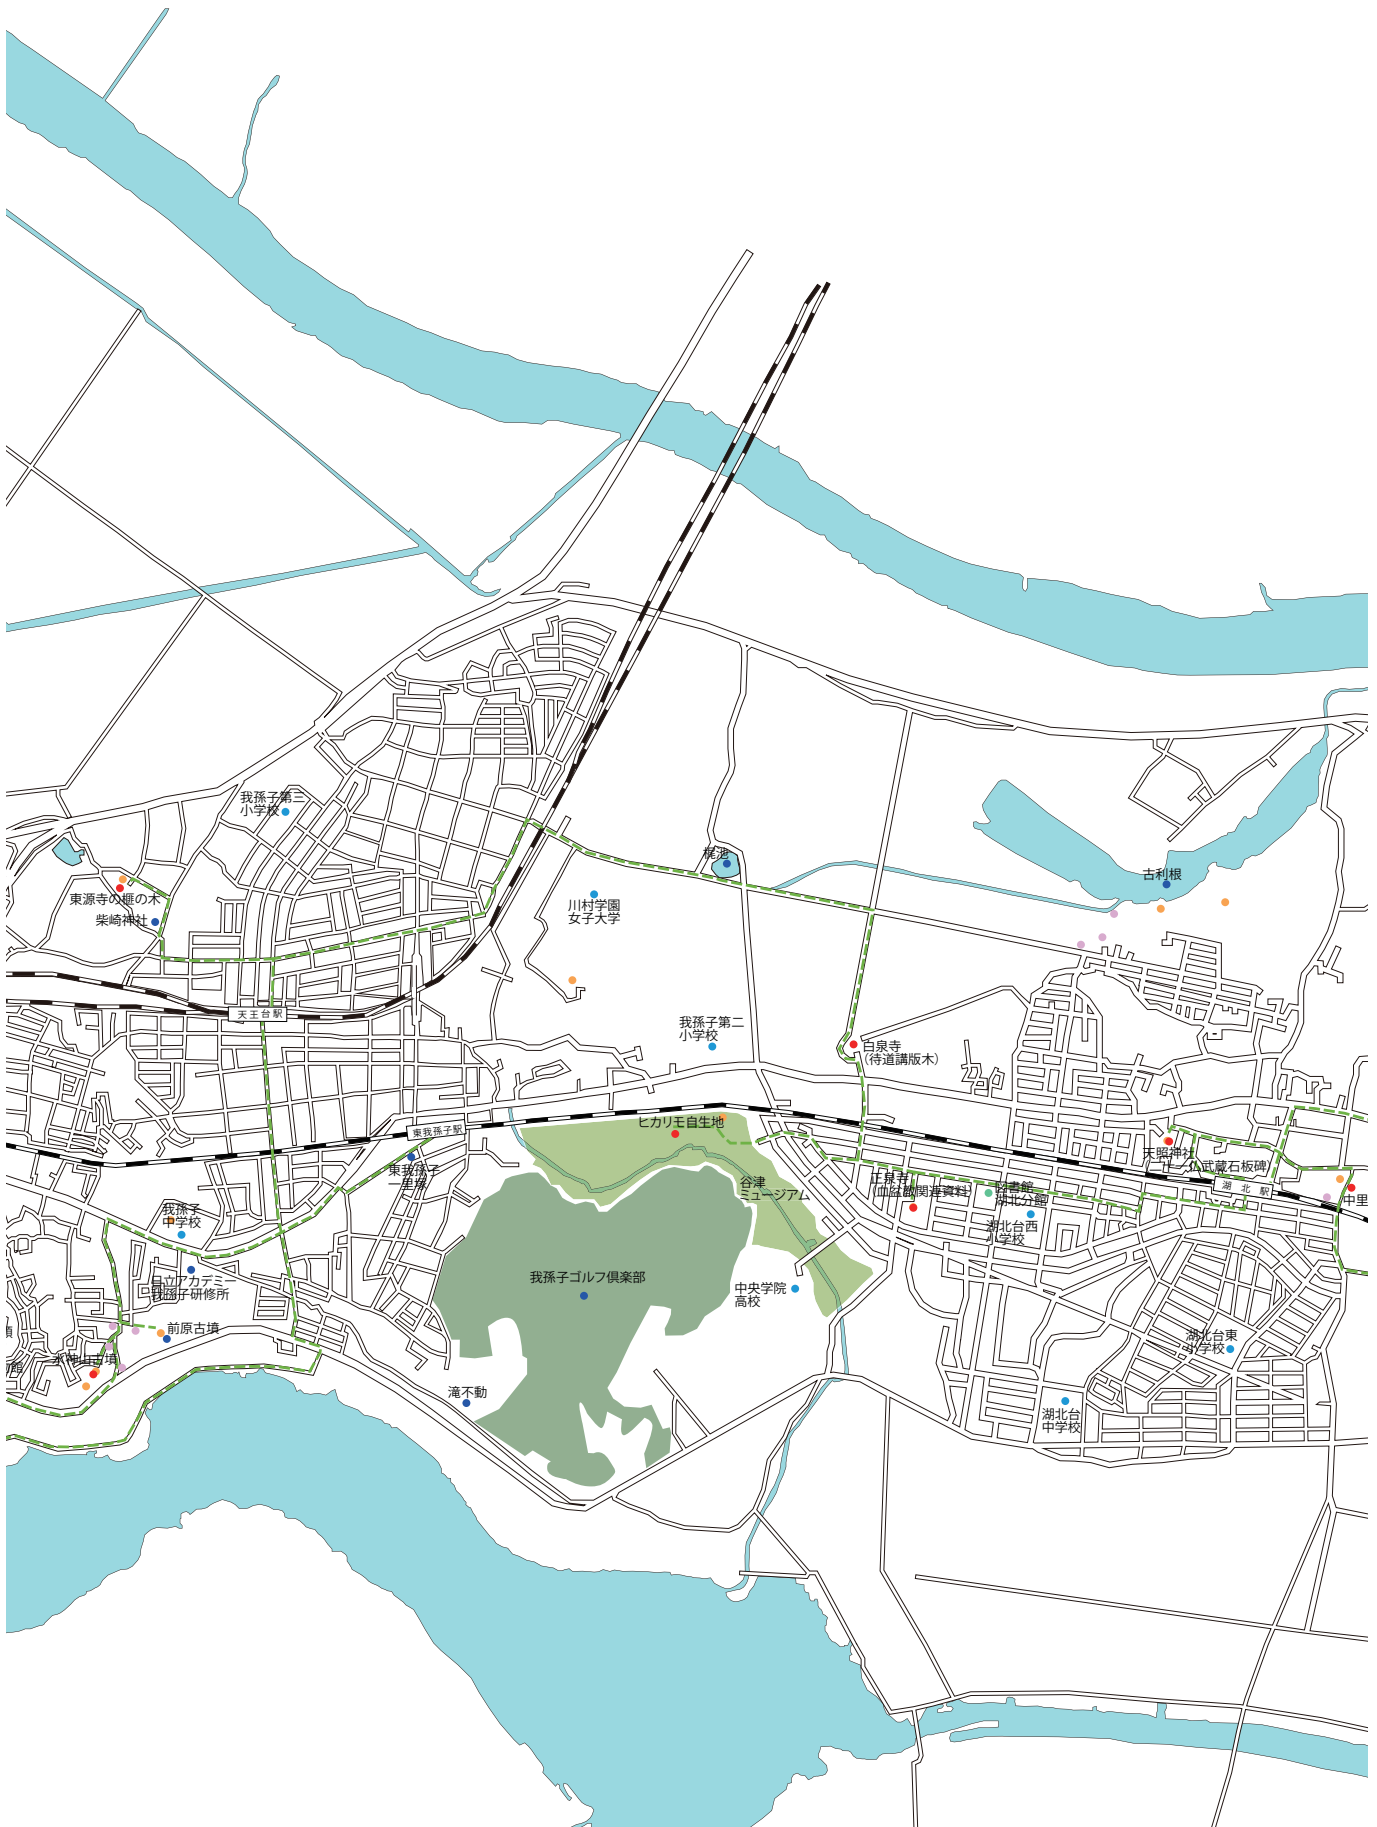 我孫子第三
小学校
梶池
古利根
東源寺の榧の木
柴崎神社
川村学園
女子大学
天王台駅
我孫子第二
小学校
白泉寺
(待道講版木)
ヒカリモ自生地
東我孫子駅
東我孫子
一里塚
天照神社
湖北駅
正泉寺
(血盆敬関連資料)
図書館
湖北分館
谷津
ミュージアム
中里
我孫子
中学校
湖北台西
小学校
日立アカデミー
我孫子研修所
我孫子ゴルフ倶楽部
中央学院
高校
前原古墳
水神山古墳
湖北台東
小学校
滝不動
湖北台
中学校